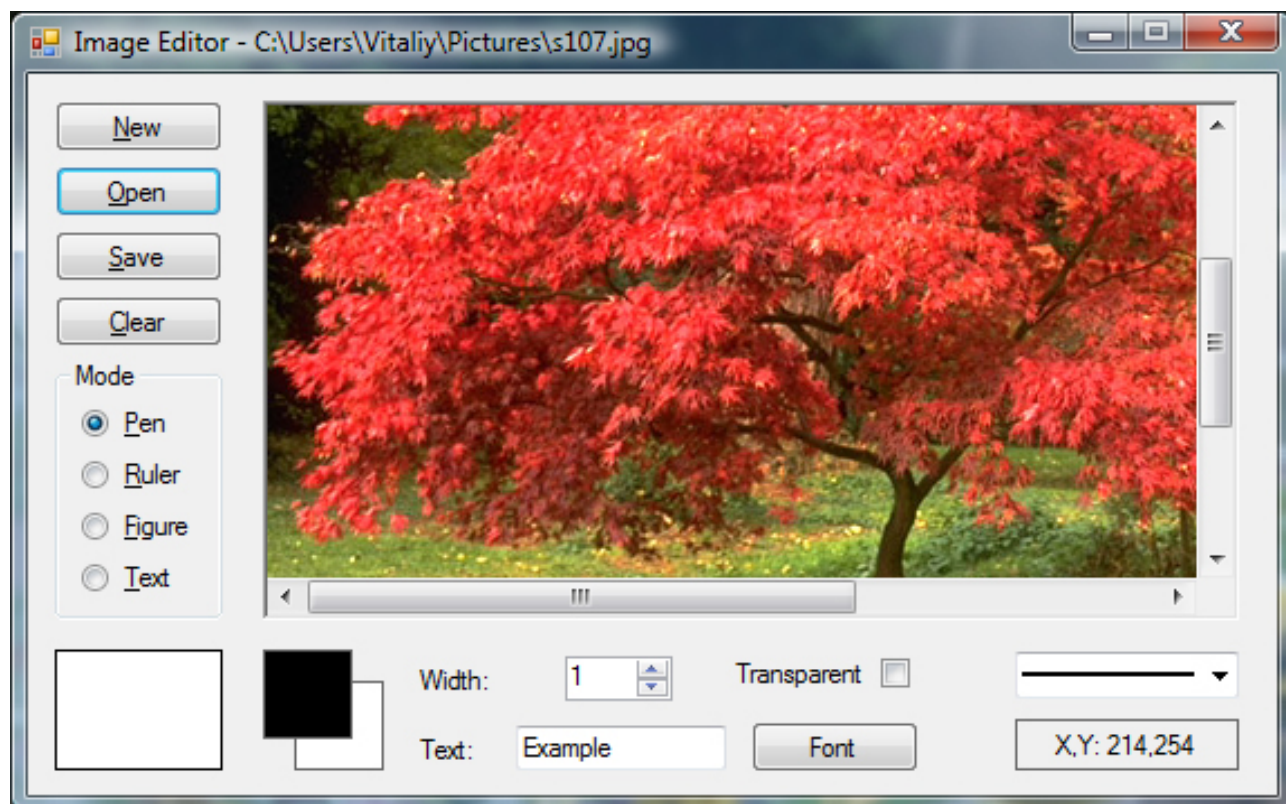 Image Editor - C:\Users\Vitaliy\Pictures\s107.jpg
New
Open
Save
Clear
Mode
Pen
Ruler
Figure
Text
Width: 1 Transparent
Text: Example Font X,Y: 214,254